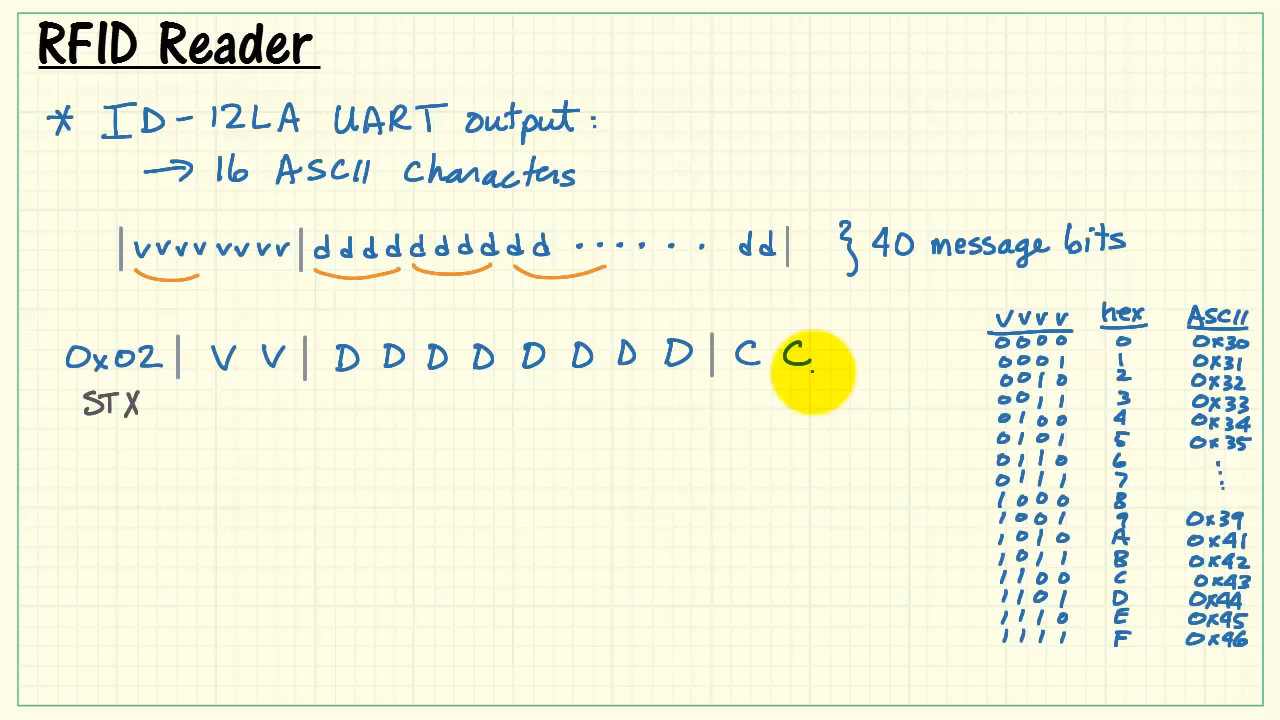 RFID Reader
* ID-12LA UART output:
→ 16 ASCII characters
|vvvv vvvv|dddddddddd ...... dd| } 40 message bits
0x02 | V V | D D D D D D D D | C C
STX
vvvv hex ASCII
0000 0 0x30
0001 1 0x31
0010 2 0x32
0011 3 0x33
0100 4 0x34
0101 5 0x35
0110 6 ⋮
0111 7
1000 8
1001 9 0x39
1010 A 0x41
1011 B 0x42
1100 C 0x43
1101 D 0x44
1110 E 0x45
1111 F 0x46